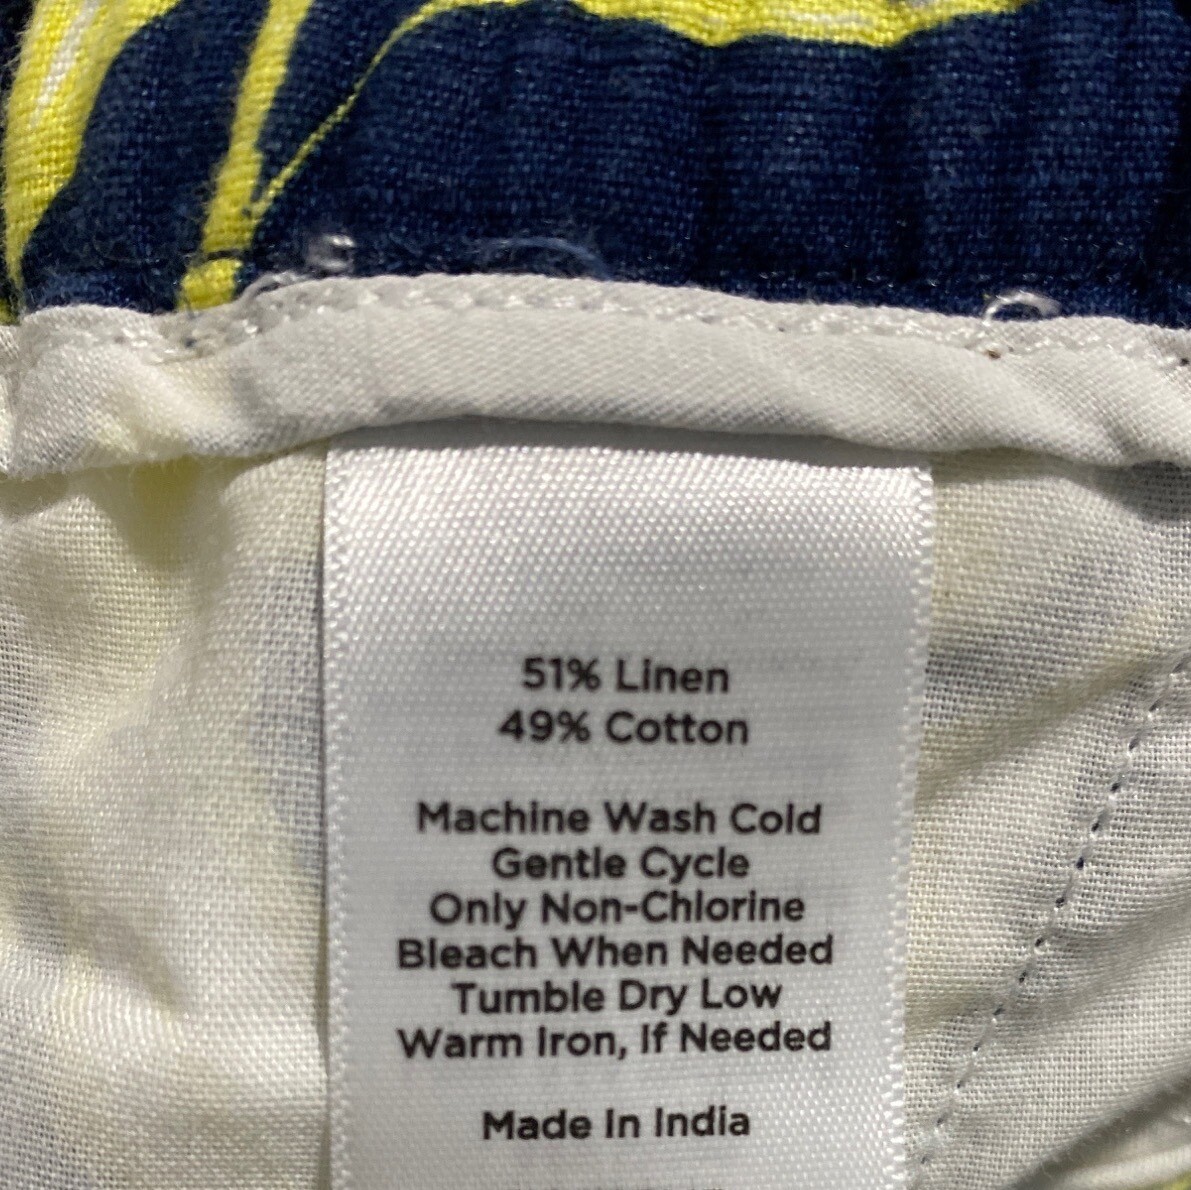 51% Linen
49% Cotton
Machine Wash Cold
Gentle Cycle
Only Non-Chlorine
Bleach When Needed
Tumble Dry Low
Warm Iron, If Needed
Made In India